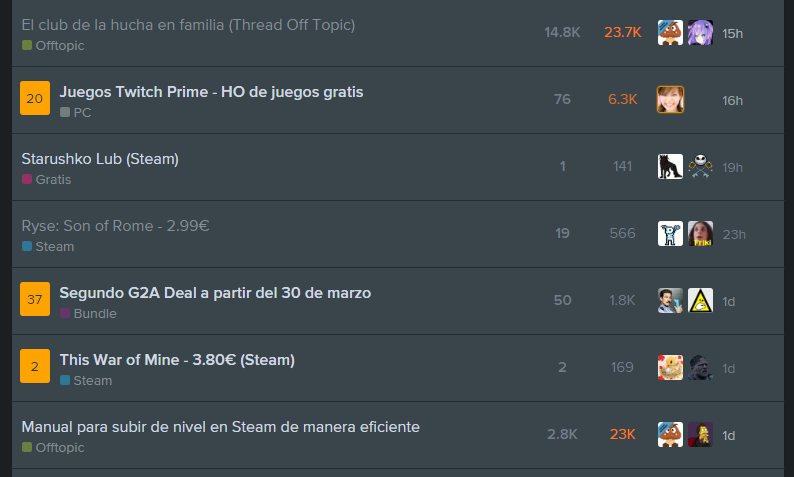 El club de la hucha en familia (Thread Off Topic)
Offtopic
14.8K 23.7K 15h
20 Juegos Twitch Prime - HO de juegos gratis
PC
76 6.3K 16h
Starushko Lub (Steam)
Gratis
1 141 19h
Ryse: Son of Rome - 2.99€
Steam
19 566 Friki 23h
37 Segundo G2A Deal a partir del 30 de marzo
Bundle
50 1.8K 1d
2 This War of Mine - 3.80€ (Steam)
Steam
2 169 1d
Manual para subir de nivel en Steam de manera eficiente
Offtopic
2.8K 23K 1d